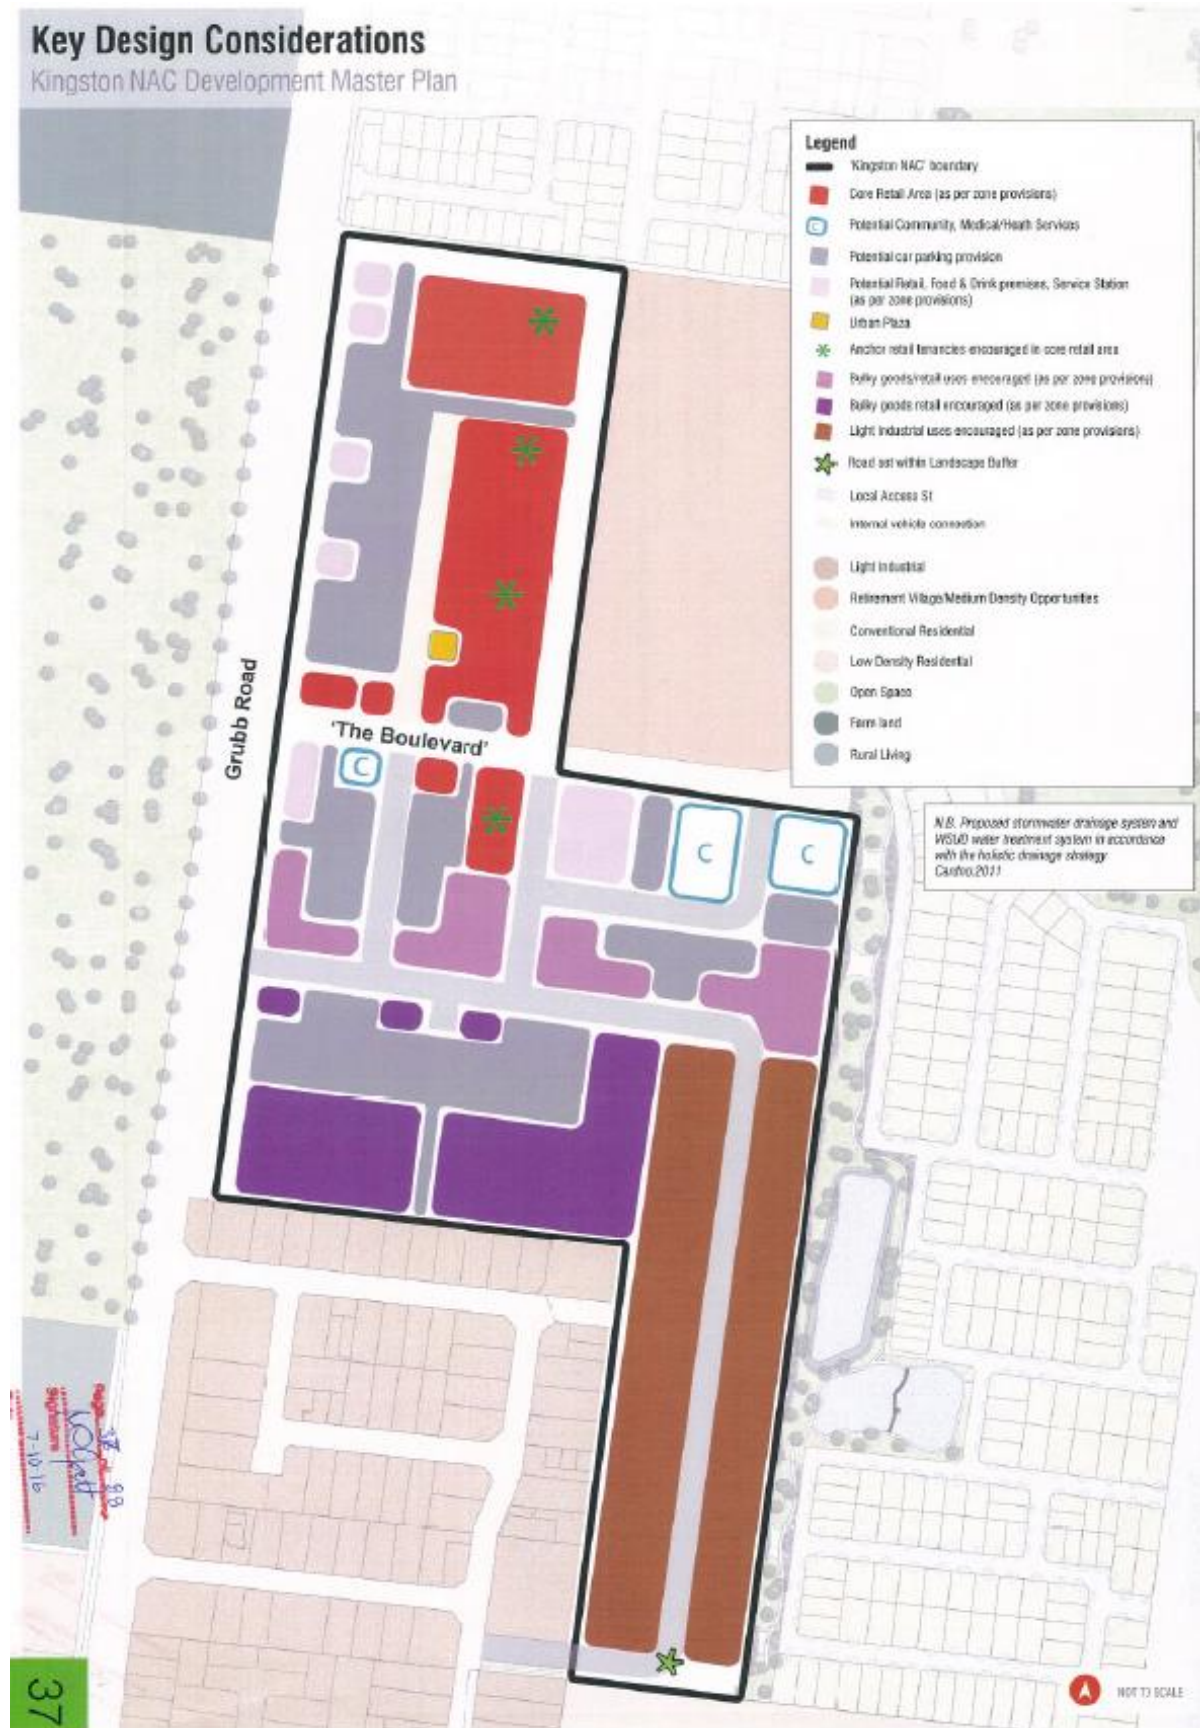 Key Design Considerations
Kingston NAC Development Master Plan
Legend
'Kingston NAC' boundary
Core Retail Area (as per zone provisions)
C
Potential Community, Medical/Heath Services
Potential car parking provision
Potential Retail, Food & Drink premises, Service Station
(as per zone provisions)
Urban Plaza
Anchor retail tenancies encouraged in core retail area
Bulky goods/retail uses encouraged (as per zone provisions)
Bulky goods retail encouraged (as per zone provisions)
Light Industrial uses encouraged (as per zone provisions)
Road set within Landscape Buffer
Local Access St
Internal vehicle connection
Light Industrial
Retirement Village/Medium Density Opportunities
Conventional Residential
Low Density Residential
Open Space
Farm land
Rural Living
N.B. Proposed stormwater drainage system and
WSUD water treatment system in accordance
with the holistic drainage strategy
Cardno.2011
Grubb Road
'The Boulevard'
C
C
C
Page
Signature
7-10-16
37
A
NOT TO SCALE